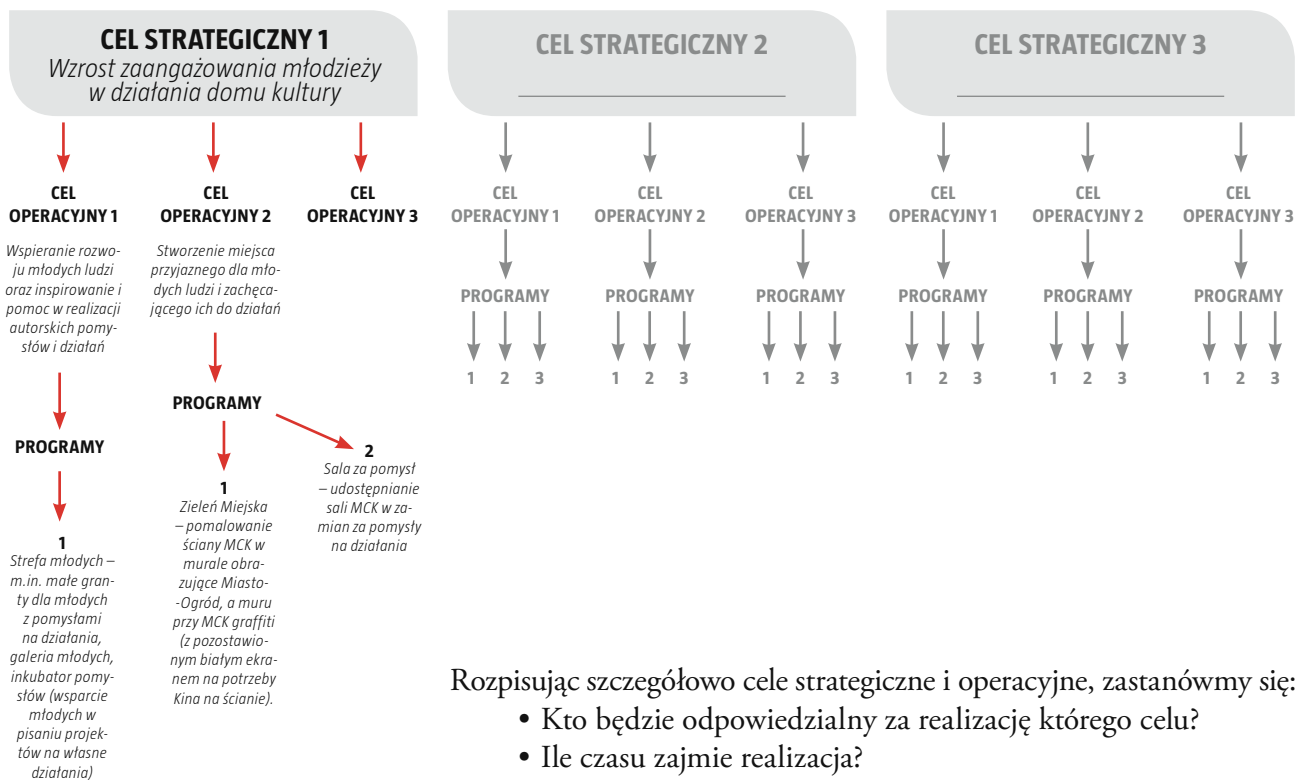 CEL STRATEGICZNY 1
Wzrost zaangażowania młodzieży
w działania domu kultury
CEL
OPERACYJNY 1
Wspieranie rozwo-
ju młodych ludzi
oraz inspirowanie i
pomoc w realizacji
autorskich pomy-
słów i działań
PROGRAMY
1
Strefa młodych –
m.in. małe gran-
ty dla młodych
z pomysłami
na działania,
galeria młodych,
inkubator pomy-
słów (wsparcie
młodych w
pisaniu projek-
tów na własne
działania)
CEL
OPERACYJNY 2
Stworzenie miejsca
przyjaznego dla mło-
dych ludzi i zachęca-
jącego ich do działań
PROGRAMY
1
Zieleń Miejska
– pomalowanie
ściany MCK w
murale obra-
zujące Miasto-
-Ogród, a muru
przy MCK graffiti
(z pozostawio-
nym białym ekra-
nem na potrzeby
Kina na ścianie).
2
Sala za pomysł
– udostępnianie
sali MCK w za-
mian za pomysły
na działania
CEL
OPERACYJNY 3
CEL STRATEGICZNY 2
CEL
OPERACYJNY 1
PROGRAMY
1 2 3
CEL
OPERACYJNY 2
PROGRAMY
1 2 3
CEL
OPERACYJNY 3
PROGRAMY
1 2 3
CEL STRATEGICZNY 3
CEL
OPERACYJNY 1
PROGRAMY
1 2 3
CEL
OPERACYJNY 2
PROGRAMY
1 2 3
CEL
OPERACYJNY 3
PROGRAMY
1 2 3
Rozpisując szczegółowo cele strategiczne i operacyjne, zastanówmy się:
• Kto będzie odpowiedzialny za realizację którego celu?
• Ile czasu zajmie realizacja?